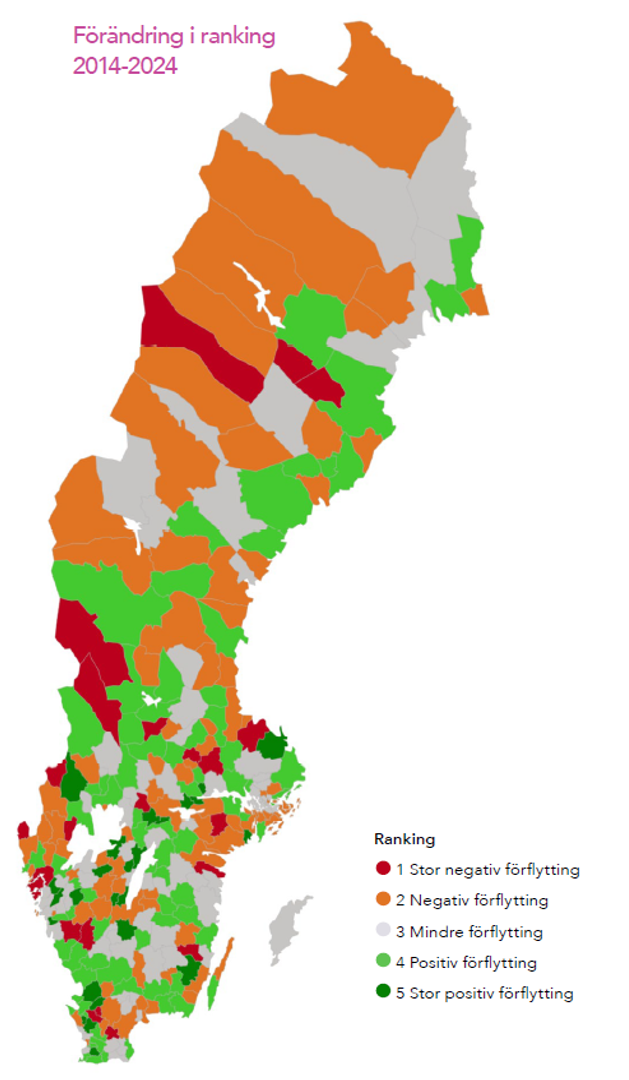 Förändring i ranking
2014-2024
Ranking
1 Stor negativ förflytting
2 Negativ förflyttning
3 Mindre förflytting
4 Positiv förflytting
5 Stor positiv förflytting